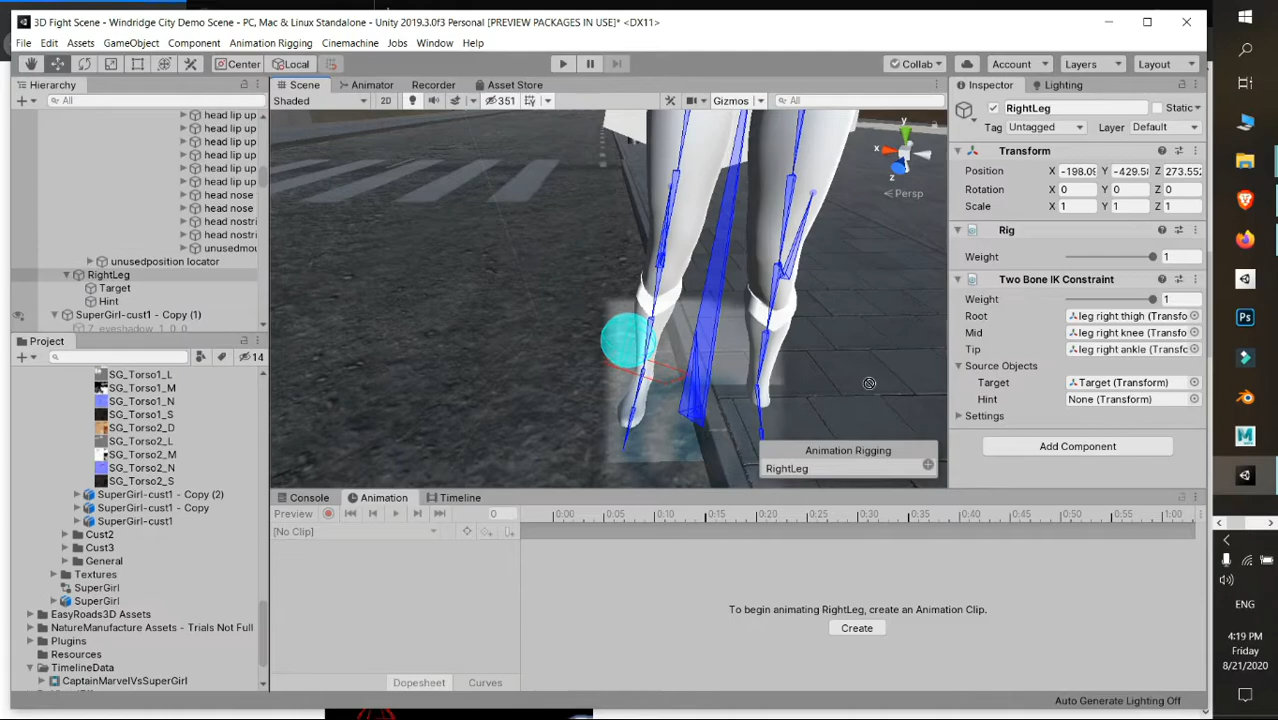 3D Fight Scene - Windridge City Demo Scene - PC, Mac & Linux Standalone - Unity 2019.3.0f3 Personal [PREVIEW PACKAGES IN USE]* <DX11>
File Edit Assets GameObject Component Animation Rigging Cinemachine Jobs Window Help
Center Local Collab Account Layers Layout
Hierarchy
All
head lip up
head lip up
head lip up
head lip up
head lip up
head lip up
head nose
head nose
head nostri
head nostri
unusedmou
unusedposition locator
RightLeg
Target
Hint
SuperGirl-cust1 - Copy (1)
Z_eyeshadow_1_0_0
Project
14
SG_Torso1_L
SG_Torso1_M
SG_Torso1_N
SG_Torso1_S
SG_Torso2_D
SG_Torso2_L
SG_Torso2_M
SG_Torso2_N
SG_Torso2_S
SuperGirl-cust1 - Copy (2)
SuperGirl-cust1 - Copy
SuperGirl-cust1
Cust2
Cust3
General
Textures
SuperGirl
SuperGirl
EasyRoads3D Assets
NatureManufacture Assets - Trials Not Full
Plugins
Resources
TimelineData
CaptainMarvelVsSuperGirl
Scene Animator Recorder Asset Store
Shaded 2D 351 Gizmos All
y
x
z
Persp
Animation Rigging
RightLeg
Console Animation Timeline
Preview 0 0:00 0:05 0:10 0:15 0:20 0:25 0:30 0:35 0:40 0:45 0:50 0:55 1:00
[No Clip]
To begin animating RightLeg, create an Animation Clip.
Create
Dopesheet Curves
Inspector Lighting
RightLeg Static
Tag Untagged Layer Default
Transform
Position X -198.09 Y -429.58 Z 273.552
Rotation X 0 Y 0 Z 0
Scale X 1 Y 1 Z 1
Rig
Weight 1
Two Bone IK Constraint
Weight 1
Root leg right thigh (Transfo
Mid leg right knee (Transfo
Tip leg right ankle (Transfo
Source Objects
Target Target (Transform)
Hint None (Transform)
Settings
Add Component
Auto Generate Lighting Off
Ps
ENG
4:19 PM
Friday
8/21/2020